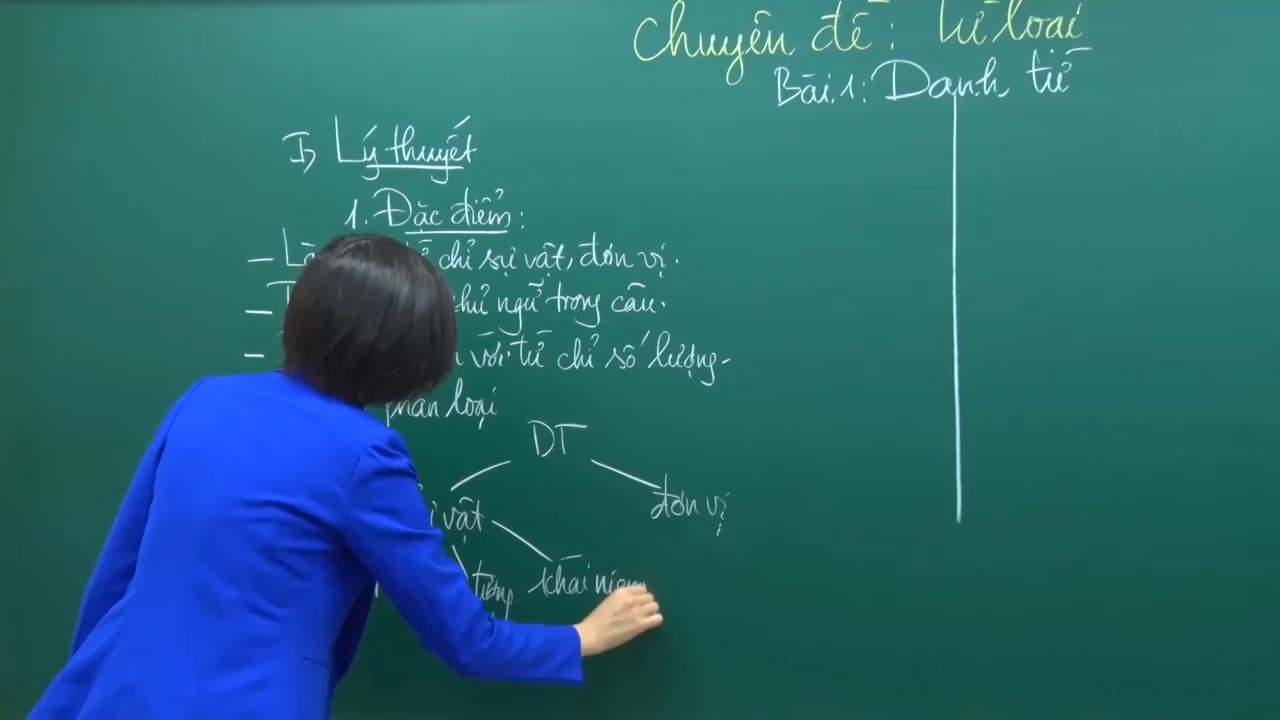 Chuyên đề: Từ loại
Bài 1: Danh từ
I, Lý thuyết
1. Đặc điểm:
- chỉ sự vật, đơn vị.
- chủ ngữ trong câu.
- với từ chỉ số lượng.
phân loại
DT
vật đơn vị
tượng khái niệm